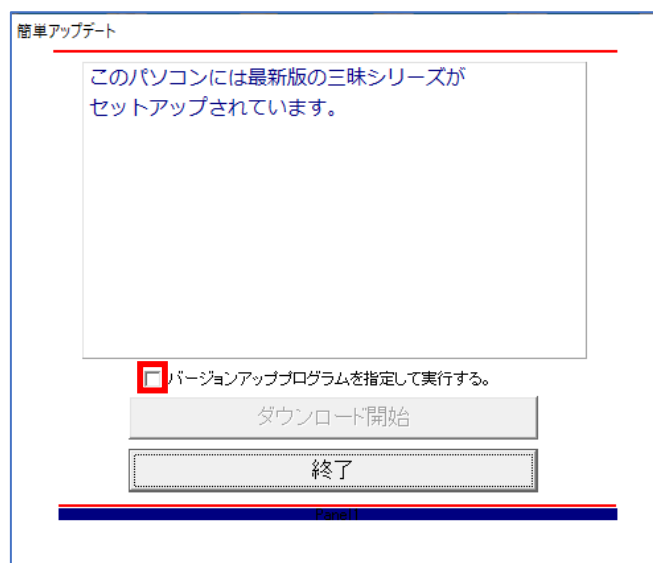 簡単アップデート
このパソコンには最新版の三昧シリーズが
セットアップされています。
バージョンアッププログラムを指定して実行する。
ダウンロード開始
終了
Panel1